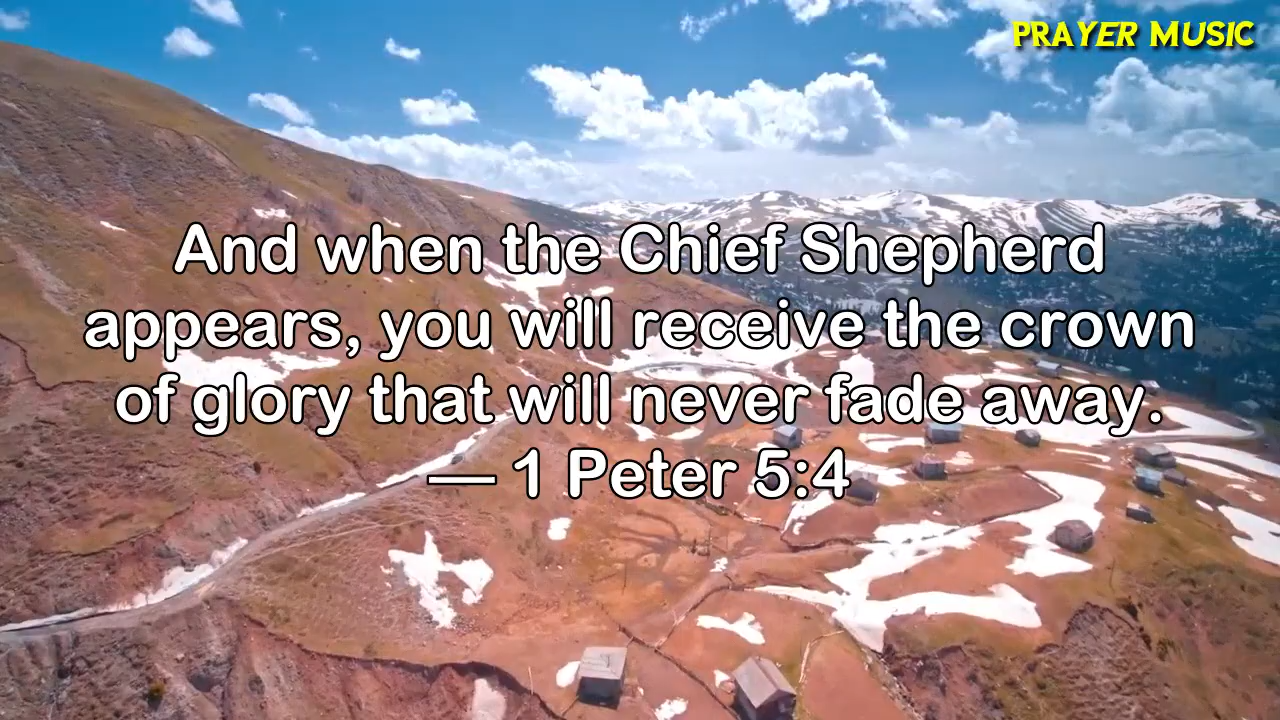 PRAYER MUSIC
And when the Chief Shepherd
appears, you will receive the crown
of glory that will never fade away.
— 1 Peter 5:4